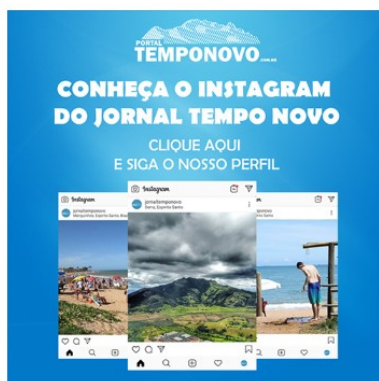 PORTAL
TEMPONOVO.COM.BR
CONHEÇA O INSTAGRAM
DO JORNAL TEMPO NOVO
CLIQUE AQUI
E SIGA O NOSSO PERFIL
Instagram
jornaltemponovo
Serra, Espírito Santo
Instagram
jornaltemponovo